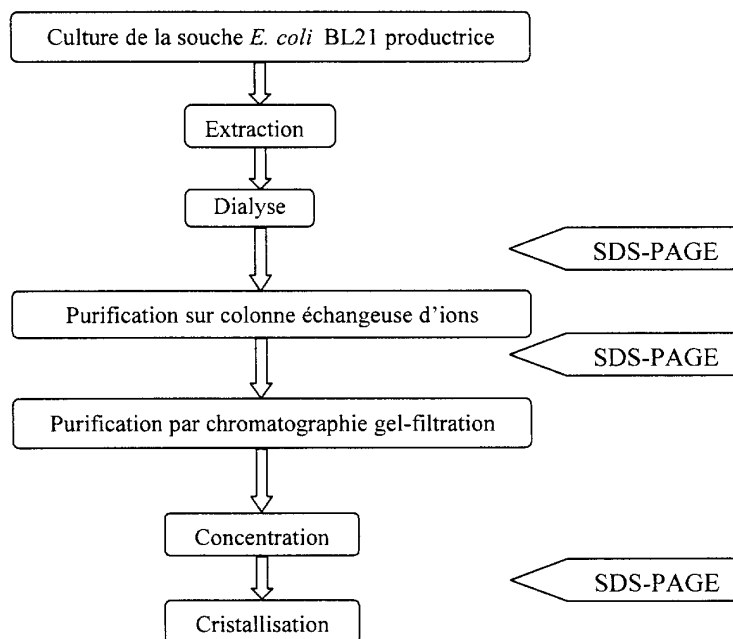 Culture de la souche E. coli BL21 productrice
Extraction
Dialyse
SDS-PAGE
Purification sur colonne échangeuse d'ions
SDS-PAGE
Purification par chromatographie gel-filtration
Concentration
SDS-PAGE
Cristallisation